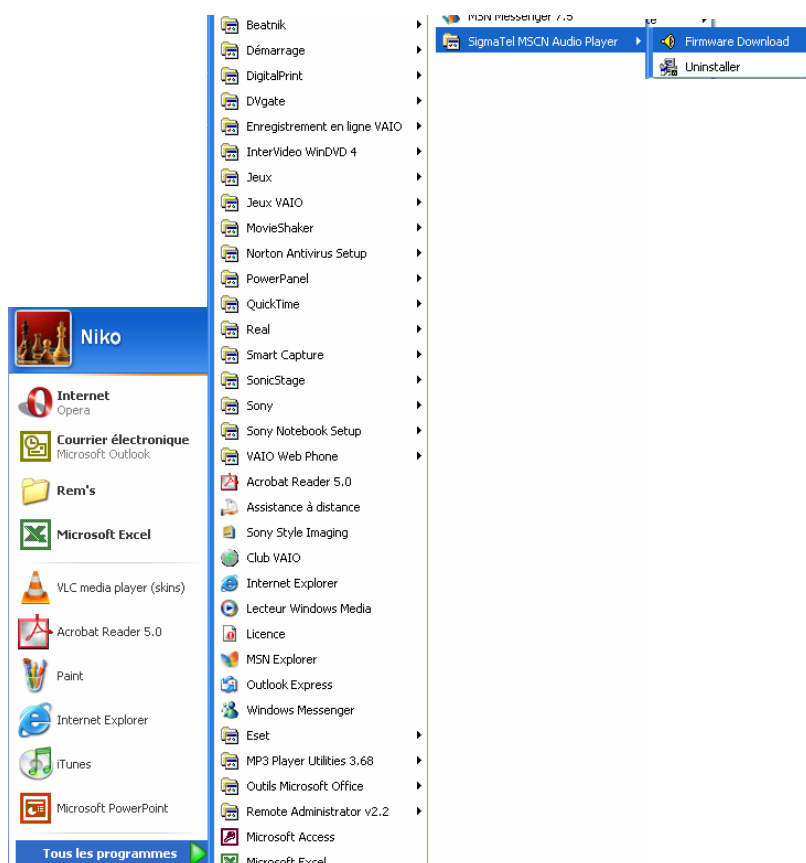 Niko
Internet
Opera
Courrier électronique
Microsoft Outlook
Rem's
Microsoft Excel
VLC media player (skins)
Acrobat Reader 5.0
Paint
Internet Explorer
iTunes
Microsoft PowerPoint
Tous les programmes
Beatnik
Démarrage
DigitalPrint
DVgate
Enregistrement en ligne VAIO
InterVideo WinDVD 4
Jeux
Jeux VAIO
MovieShaker
Norton Antivirus Setup
PowerPanel
QuickTime
Real
Smart Capture
SonicStage
Sony
Sony Notebook Setup
VAIO Web Phone
Acrobat Reader 5.0
Assistance à distance
Sony Style Imaging
Club VAIO
Internet Explorer
Lecteur Windows Media
Licence
MSN Explorer
Outlook Express
Windows Messenger
Eset
MP3 Player Utilities 3.68
Outils Microsoft Office
Remote Administrator v2.2
Microsoft Access
Microsoft Excel
MSN Messenger 7.5
SigmaTel MSCN Audio Player
Firmware Download
Uninstaller